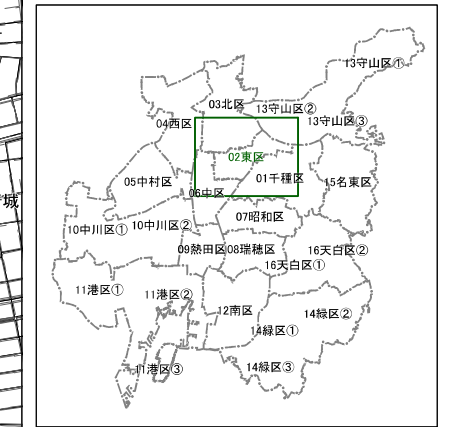 13守山区①
03北区
13守山区②
04西区
13守山区③
02東区
05中村区
01千種区
15名東区
06中区
城
07昭和区
10中川区①
10中川区②
09熱田区
08瑞穂区
16天白区②
16天白区①
11港区①
11港区②
12南区
14緑区②
14緑区①
11港区③
14緑区③